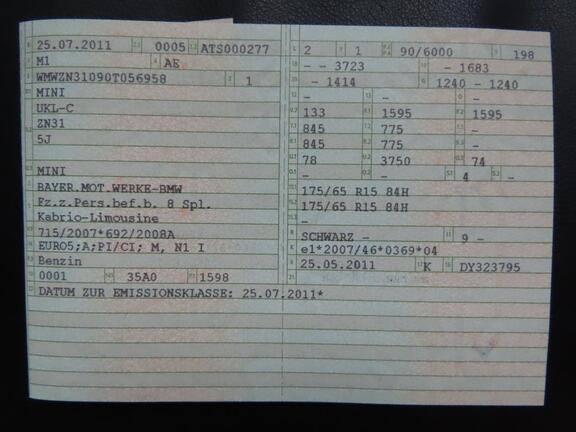 25.07.2011 0005 ATS000277
M1 AE
WMWZN31090T056958 1
MINI
UKL-C
ZN31
5J
MINI
BAYER.MOT.WERKE-BMW
Fz.z.Pers.bef.b. 8 Spl.
Kabrio-Limousine
715/2007*692/2008A
EURO5;A;PI/CI; M, N1 I
Benzin
0001 35A0 1598
DATUM ZUR EMISSIONSKLASSE: 25.07.2011*
2 1 90/6000 198
- - 3723 - 1683
- 1414 1240 - 1240
- - -
133 1595 1595
845 775 -
845 775 -
78 3750 74
- - 4 -
175/65 R15 84H
175/65 R15 84H
-
SCHWARZ - 9 -
e1*2007/46*0369*04
25.05.2011 K DY323795